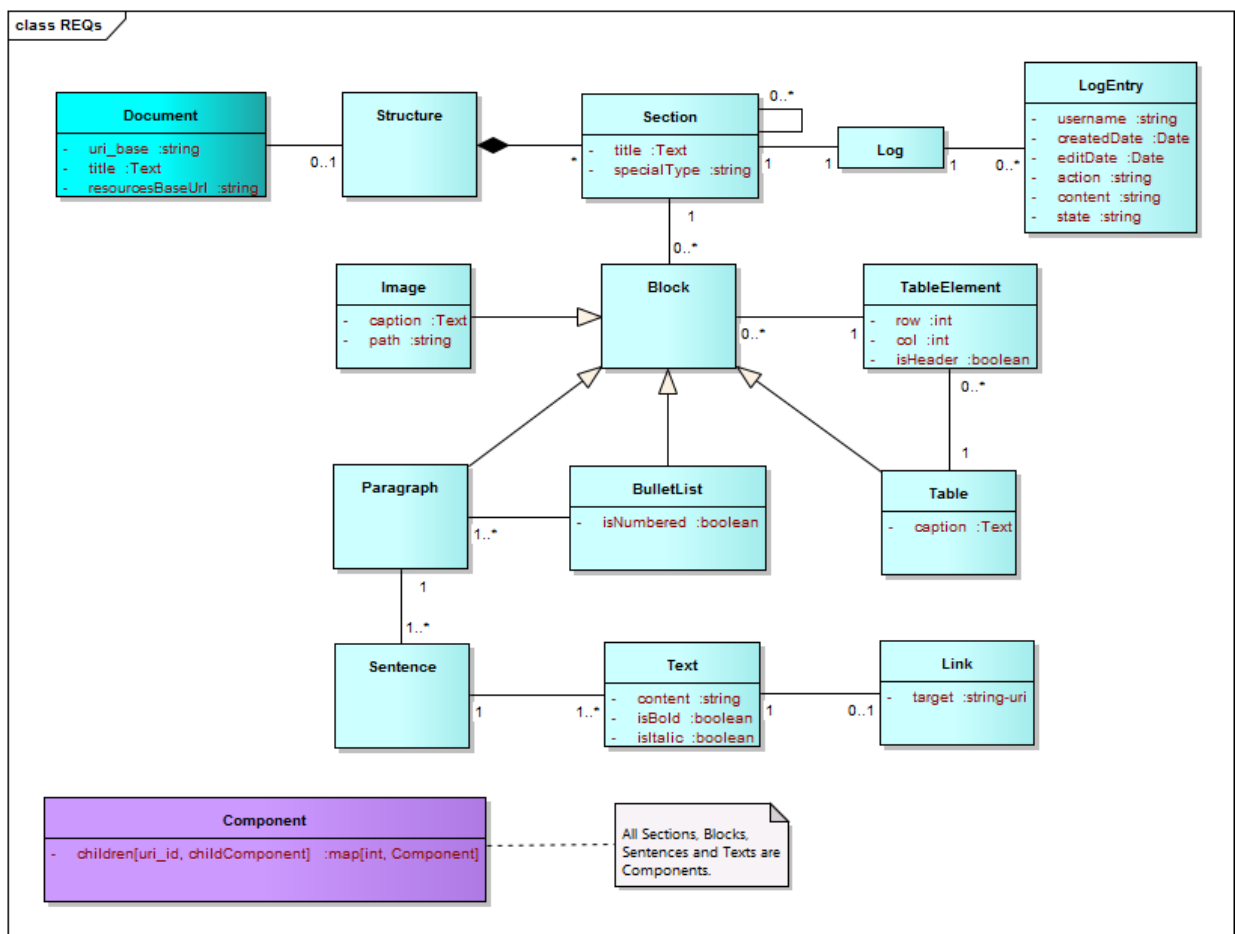 class REQs
Document
- uri_base :string
- title :Text
- resourcesBaseUrl :string
0..1
Structure
*
Section
- title :Text
- specialType :string
0..*
1
1
Log
1
0..*
LogEntry
- username :string
- createdDate :Date
- editDate :Date
- action :string
- content :string
- state :string
1
0..*
Image
- caption :Text
- path :string
Block
0..*
1
TableElement
- row :int
- col :int
- isHeader :boolean
0..*
1
Paragraph
1..*
BulletList
- isNumbered :boolean
Table
- caption :Text
1
1..*
Sentence
1
1..*
Text
- content :string
- isBold :boolean
- isItalic :boolean
1
0..1
Link
- target :string-uri
Component
- children[uri_id, childComponent] :map[int, Component]
All Sections, Blocks,
Sentences and Texts are
Components.